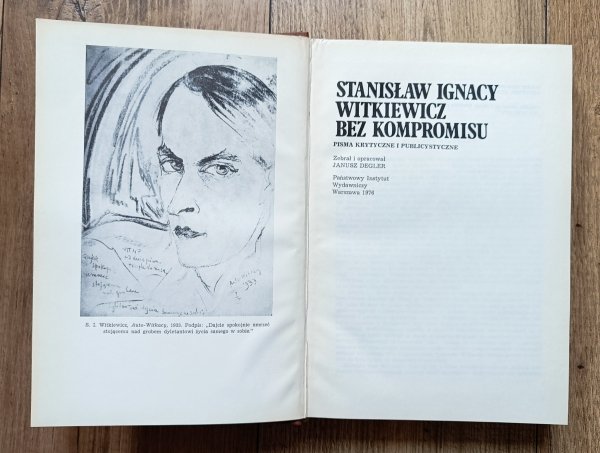 S. I. Witkiewicz, Auto-Witkacy, 1939. Podpis: „Dajcie spokojnie umrzeć
stojącemu nad grobem dyletantowi życia samego w sobie."
STANISŁAW IGNACY
WITKIEWICZ
BEZ KOMPROMISU
PISMA KRYTYCZNE I PUBLICYSTYCZNE
Zebrał i opracował
JANUSZ DEGLER
Państwowy Instytut
Wydawniczy
Warszawa 1976